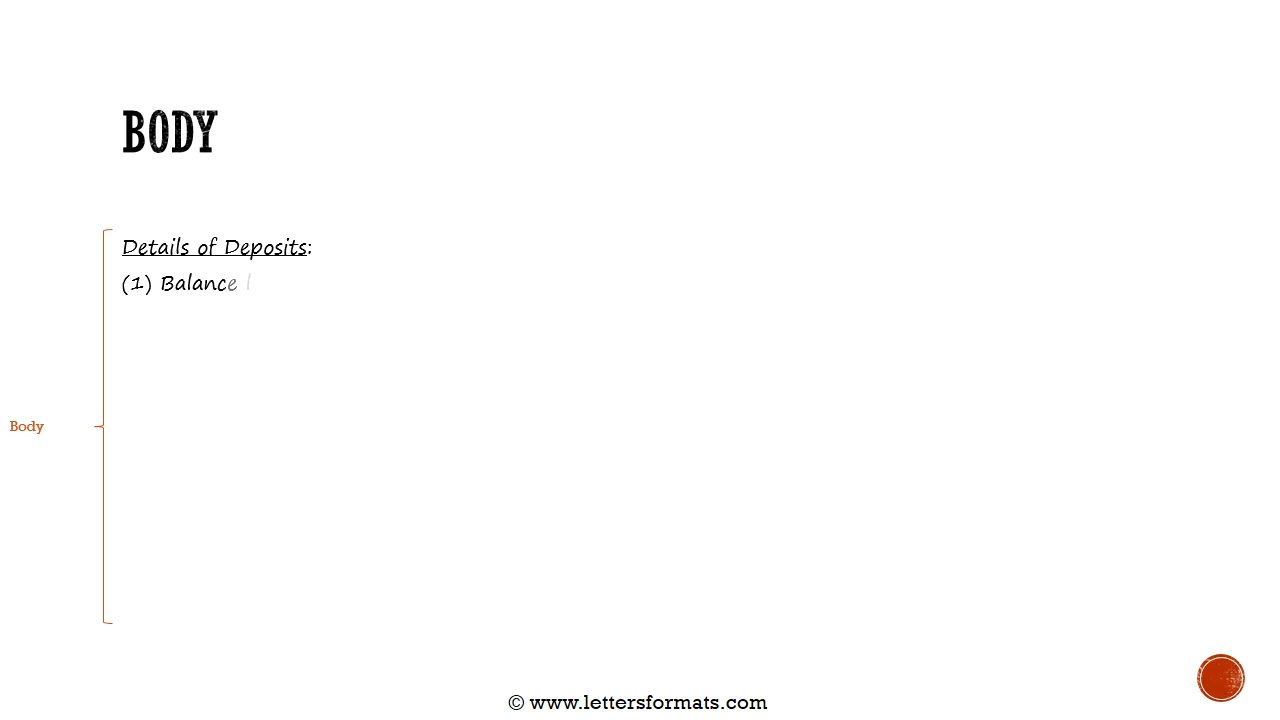 BODY
Details of Deposits:
(1) Balance l
Body
© www.lettersformats.com